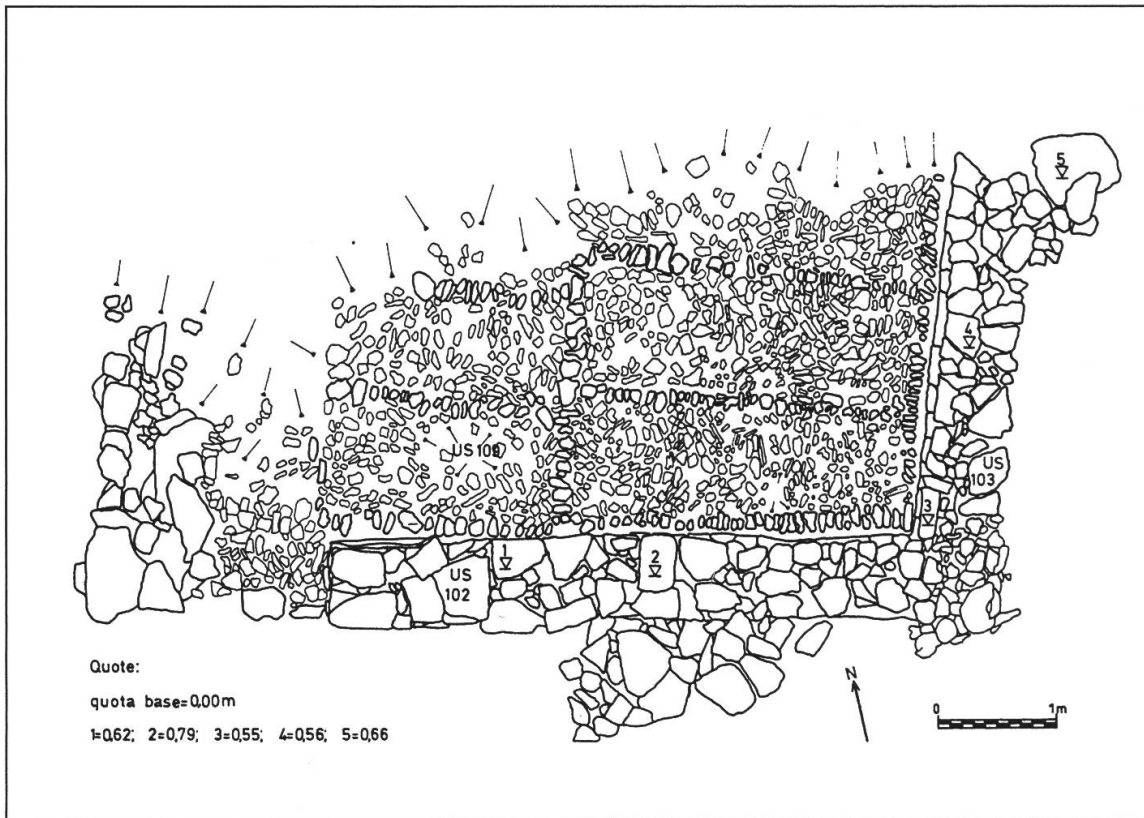 5
4
US
103
3
US 109
1
2
US
102
Quote:
quota base=0,00m
1=0,62; 2=0,79; 3=0,55; 4=0,56; 5=0,66
N
0 1m